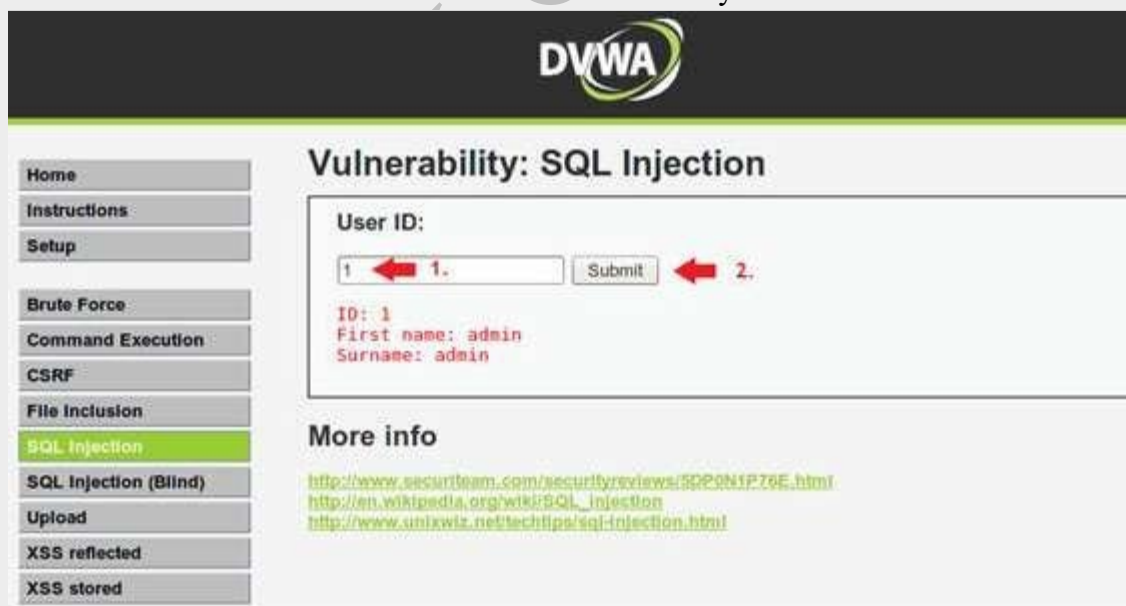 DVWA
Home
Instructions
Setup
Brute Force
Command Execution
CSRF
File Inclusion
SQL Injection
SQL Injection (Blind)
Upload
XSS reflected
XSS stored
Vulnerability: SQL Injection
User ID:
1 1. Submit 2.
ID: 1
First name: admin
Surname: admin
More info
http://www.securiteam.com/securityreviews/5DP0N1P76E.html
http://en.wikipedia.org/wiki/SQL_injection
http://www.unixwiz.net/techtips/sql-injection.html